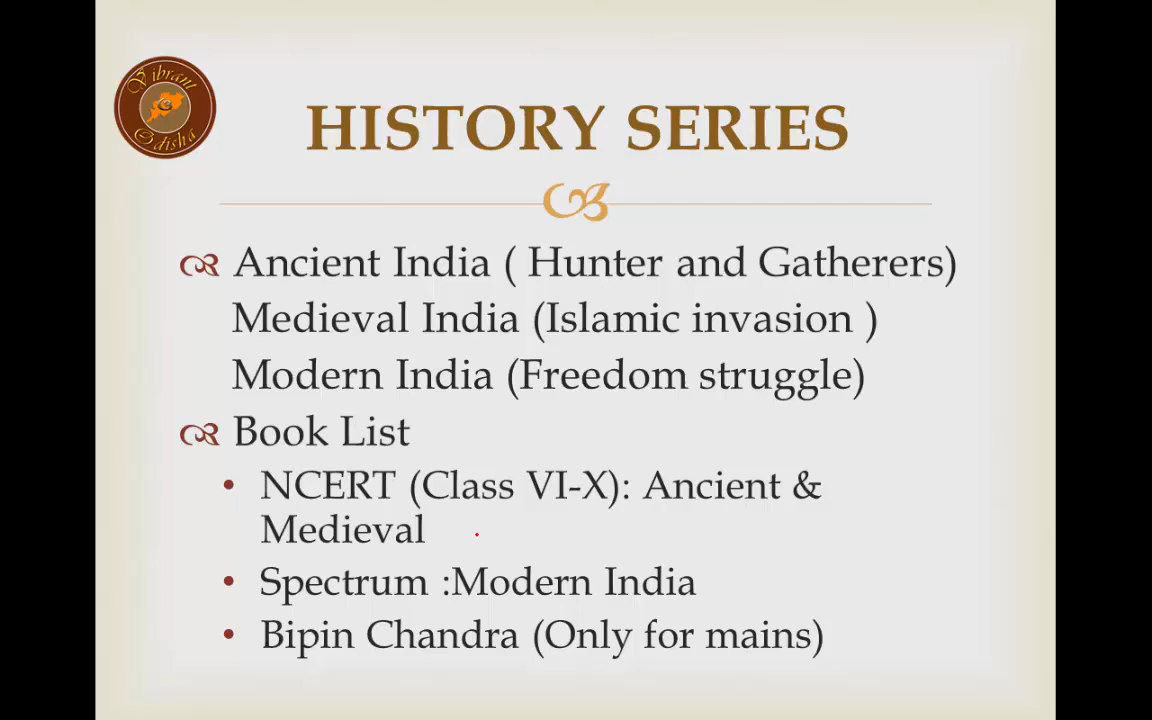 Vibrant
Odisha
HISTORY SERIES
Ancient India ( Hunter and Gatherers)
Medieval India (Islamic invasion )
Modern India (Freedom struggle)
Book List
• NCERT (Class VI-X): Ancient &
Medieval
• Spectrum :Modern India
• Bipin Chandra (Only for mains)